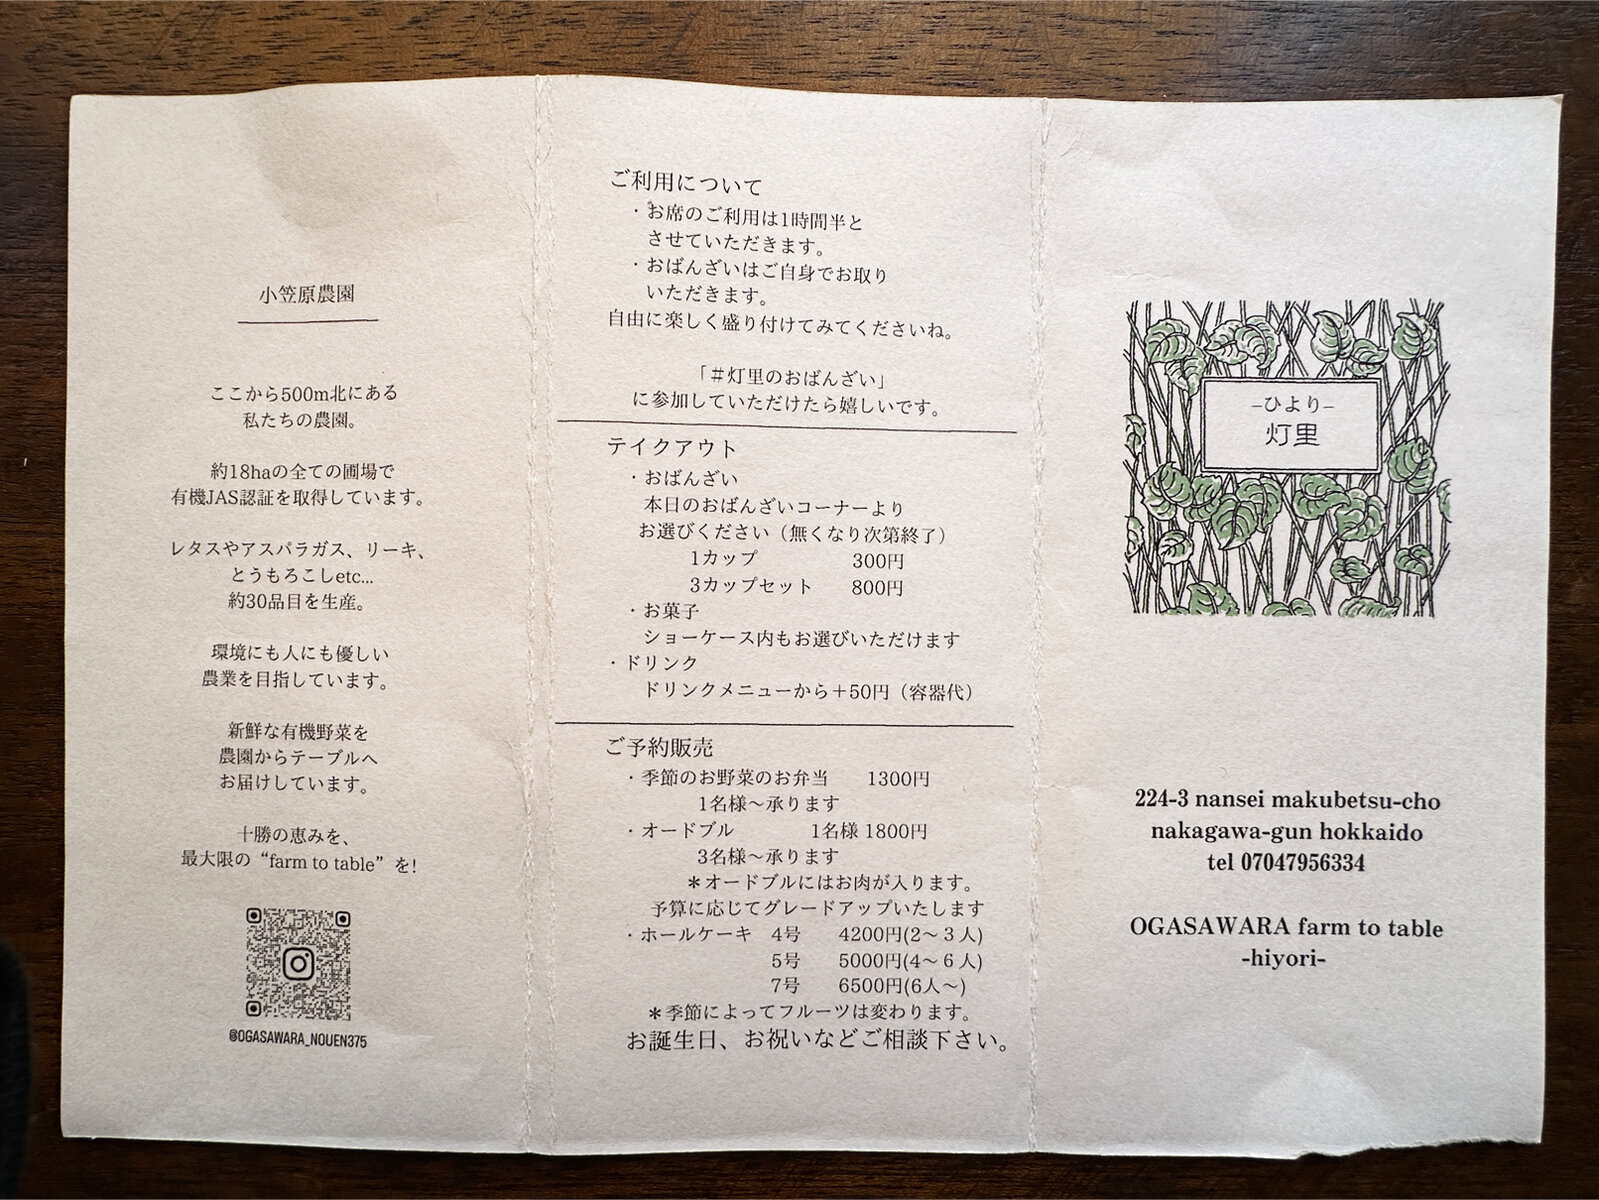 小笠原農園
ここから500m北にある
私たちの農園。
約18haの全ての圃場で
有機JAS認証を取得しています。
レタスやアスパラガス、リーキ、
とうもろこしetc...
約30品目を生産。
環境にも人にも優しい
農業を目指しています。
新鮮な有機野菜を
農園からテーブルへ
お届けしています。
十勝の恵みを、
最大限の“farm to table”を!
@OGASAWARA_NOUEN375
ご利用について
・お席のご利用は1時間半と
させていただきます。
・おばんざいはご自身でお取り
いただきます。
自由に楽しく盛り付けてみてくださいね。
「＃灯里のおばんざい」
に参加していただけたら嬉しいです。
テイクアウト
・おばんざい
本日のおばんざいコーナーより
お選びください（無くなり次第終了）
1カップ 300円
3カップセット 800円
・お菓子
ショーケース内もお選びいただけます
・ドリンク
ドリンクメニューから＋50円（容器代）
ご予約販売
・季節のお野菜のお弁当 1300円
1名様〜承ります
・オードブル 1名様 1800円
3名様〜承ります
＊オードブルにはお肉が入ります。
予算に応じてグレードアップいたします
・ホールケーキ 4号 4200円(2〜３人)
5号 5000円(4〜６人)
7号 6500円(6人〜)
＊季節によってフルーツは変わります。
お誕生日、お祝いなどご相談下さい。
–ひより–
灯里
224-3 nansei makubetsu-cho
nakagawa-gun hokkaido
tel 07047956334
OGASAWARA farm to table
-hiyori-